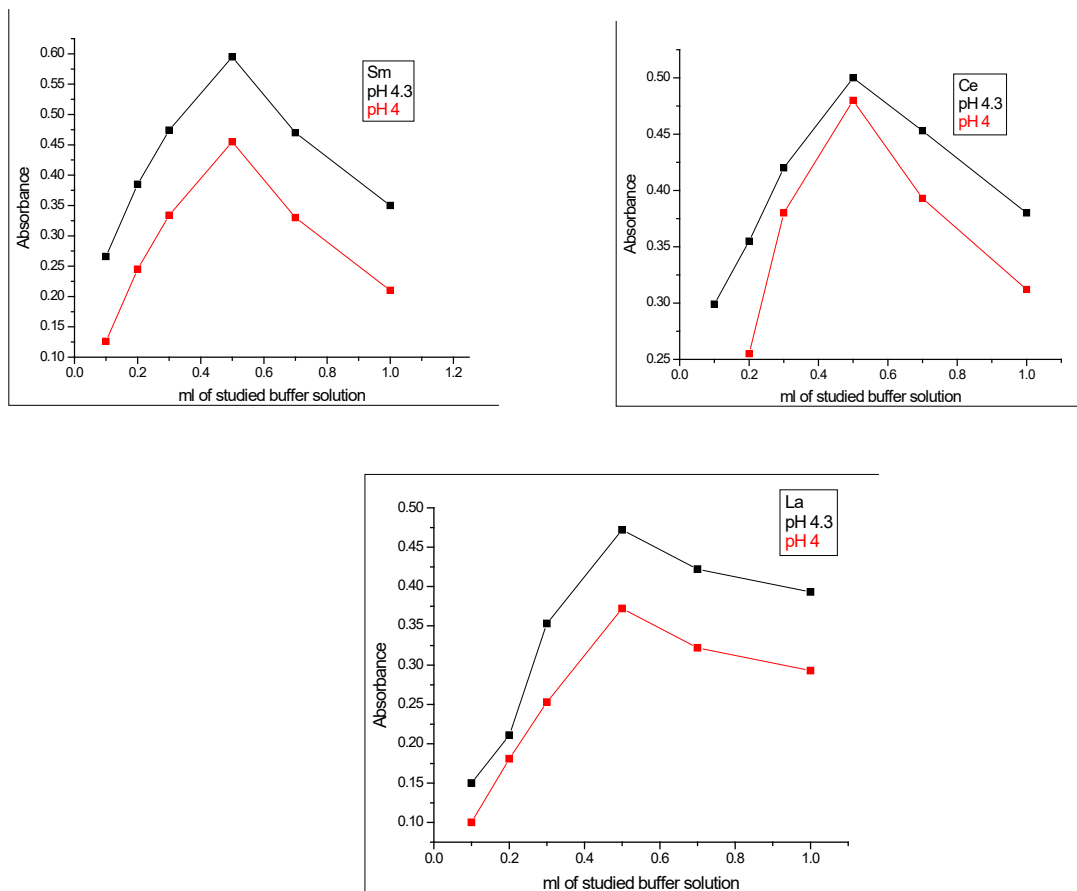 Sm
pH 4.3
pH 4
0.60
0.55
0.50
0.45
0.40
0.35
0.30
0.25
0.20
0.15
0.10
Absorbance
0.0 0.2 0.4 0.6 0.8 1.0 1.2
ml of studied buffer solution
Ce
pH 4.3
pH 4
0.50
0.45
0.40
0.35
0.30
0.25
Absorbance
0.0 0.2 0.4 0.6 0.8 1.0
ml of studied buffer solution
La
pH 4.3
pH 4
0.50
0.45
0.40
0.35
0.30
0.25
0.20
0.15
0.10
Absorbance
0.0 0.2 0.4 0.6 0.8 1.0
ml of studied buffer solution